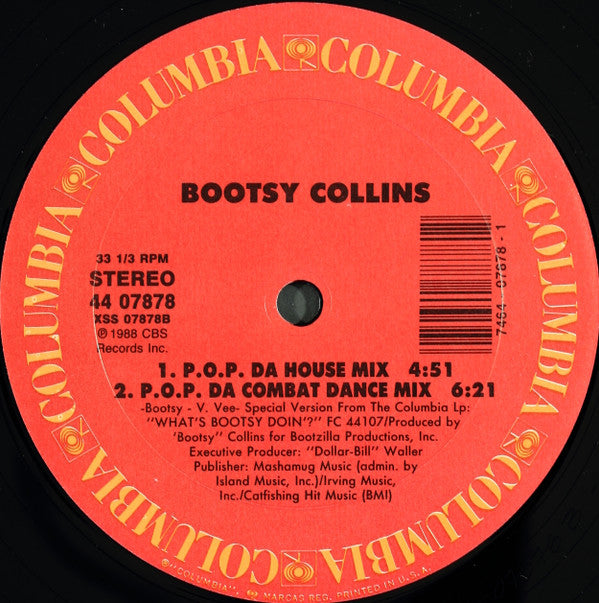 COLUMBIA COLUMBIA COLUMBIA COLUMBIA COLUMBIA COLUMBIA COLUMBIA
BOOTSY COLLINS
33 1/3 RPM
STEREO
44 07878
XSS 07878B
℗ 1988 CBS
Records Inc.
7464 - 07878 - 1
1. P.O.P. DA HOUSE MIX 4:51
2. P.O.P. DA COMBAT DANCE MIX 6:21
-Bootsy - V. Vee- Special Version From The Columbia Lp:
"WHAT'S BOOTSY DOIN'?" FC 44107/Produced by
'Bootsy" Collins for Bootzilla Productions, Inc.
Executive Producer: "Dollar-Bill" Waller
Publisher: Mashamug Music (admin. by
Island Music, Inc.)/Irving Music,
Inc./Catfishing Hit Music (BMI)
®"COLUMBIA," MARCAS REG. PRINTED IN U.S.A.